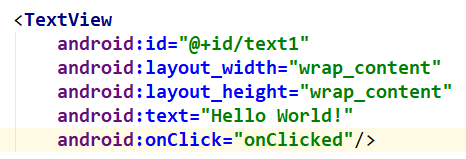 <TextView
android:id="@+id/text1"
android:layout_width="wrap_content"
android:layout_height="wrap_content"
android:text="Hello World!"
android:onClick="onClicked"/>